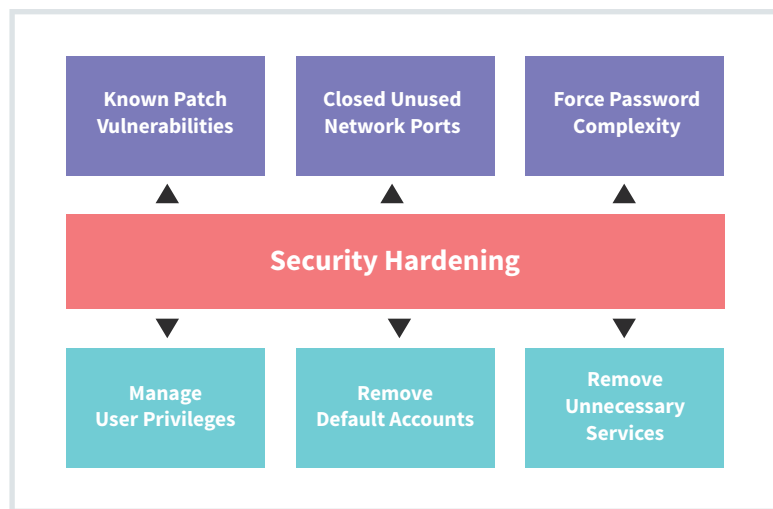 Known Patch
Vulnerabilities
Closed Unused
Network Ports
Force Password
Complexity
Security Hardening
Manage
User Privileges
Remove
Default Accounts
Remove
Unnecessary
Services